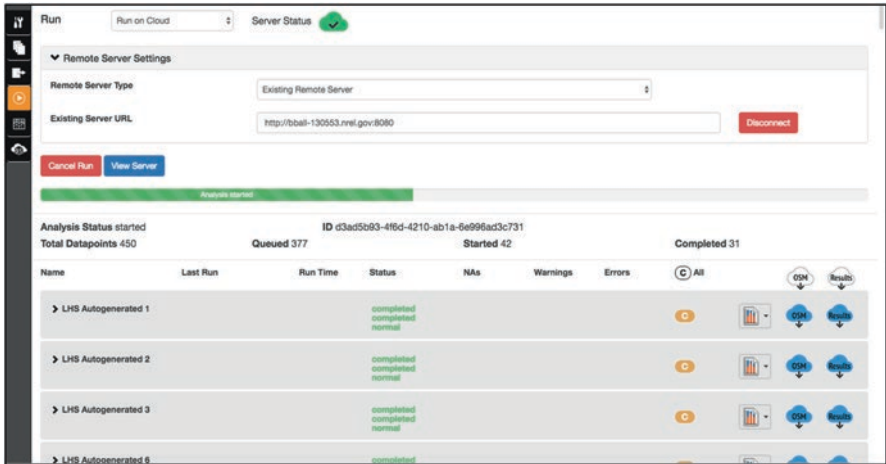 Run Run on Cloud Server Status
Remote Server Settings
Remote Server Type Existing Remote Server
Existing Server URL http://bball-130553.nrel.gov:8080 Disconnect
Cancel Run View Server
Analysis started
Analysis Status started ID d3ad5b93-4f6d-4210-ab1a-6e996ad3c731
Total Datapoints 450 Queued 377 Started 42 Completed 31
Name Last Run Run Time Status NAs Warnings Errors C All OSM Results
LHS Autogenerated 1 completed C OSM Results
completed
normal
LHS Autogenerated 2 completed C OSM Results
completed
normal
LHS Autogenerated 3 completed C OSM Results
completed
normal
LHS Autogenerated 6 completed